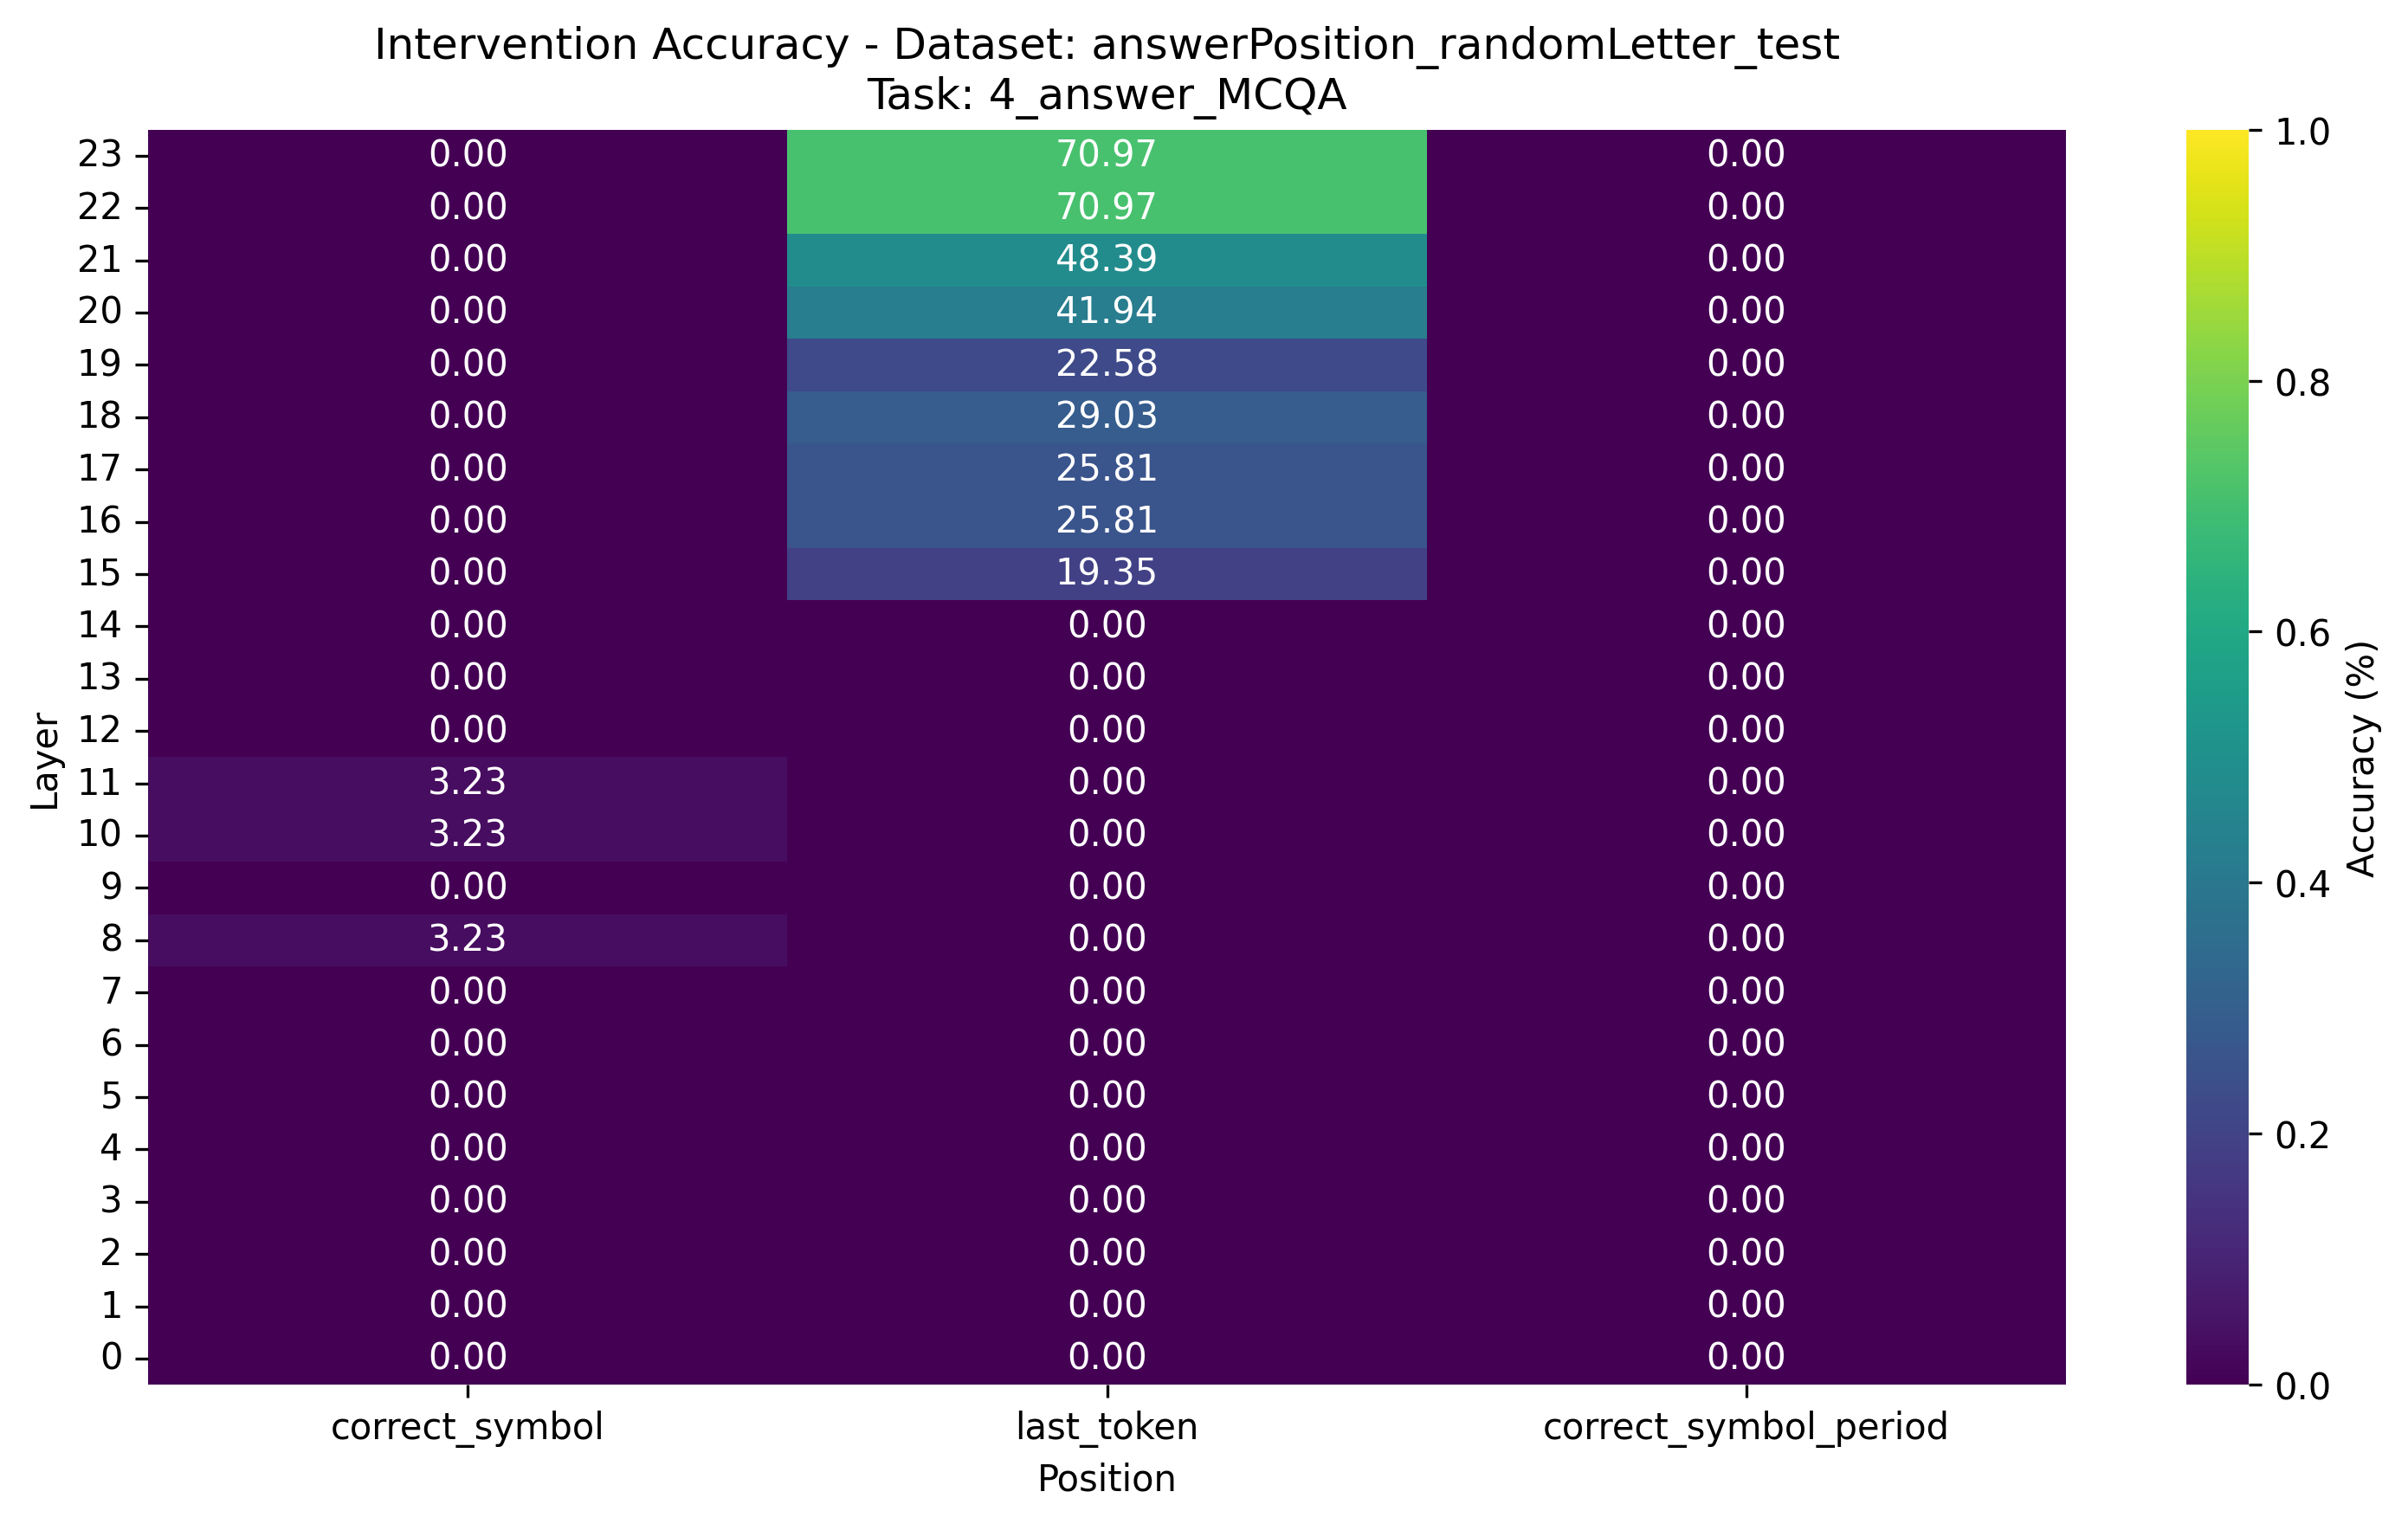 Intervention Accuracy - Dataset: answerPosition_randomLetter_test
Task: 4_answer_MCQA
23 0.00 70.97 0.00
22 0.00 70.97 0.00
21 0.00 48.39 0.00
20 0.00 41.94 0.00
19 0.00 22.58 0.00
18 0.00 29.03 0.00
17 0.00 25.81 0.00
16 0.00 25.81 0.00
15 0.00 19.35 0.00
14 0.00 0.00 0.00
13 0.00 0.00 0.00
12 0.00 0.00 0.00
11 3.23 0.00 0.00
10 3.23 0.00 0.00
9 0.00 0.00 0.00
8 3.23 0.00 0.00
7 0.00 0.00 0.00
6 0.00 0.00 0.00
5 0.00 0.00 0.00
4 0.00 0.00 0.00
3 0.00 0.00 0.00
2 0.00 0.00 0.00
1 0.00 0.00 0.00
0 0.00 0.00 0.00
correct_symbol last_token correct_symbol_period
Position
Layer
1.0
0.8
0.6
0.4
0.2
0.0
Accuracy (%)